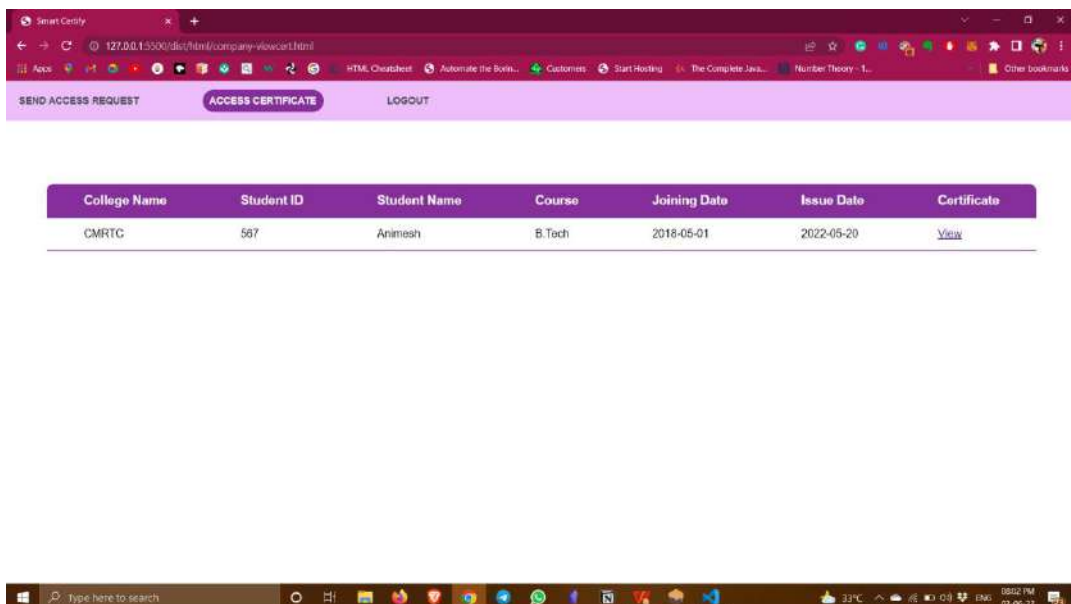 Smart Certify
127.0.0.1:5500/dist/html/company-viewcert.html
Apps HTML Cheatsheet Automate the Borin... Customers Start Hosting The Complete Java... Number Theory - 1... Other bookmarks
SEND ACCESS REQUEST ACCESS CERTIFICATE LOGOUT
College Name Student ID Student Name Course Joining Date Issue Date Certificate
CMRTC 567 Animesh B.Tech 2018-05-01 2022-05-20 View
Type here to search 33°C ENG 08:02 PM